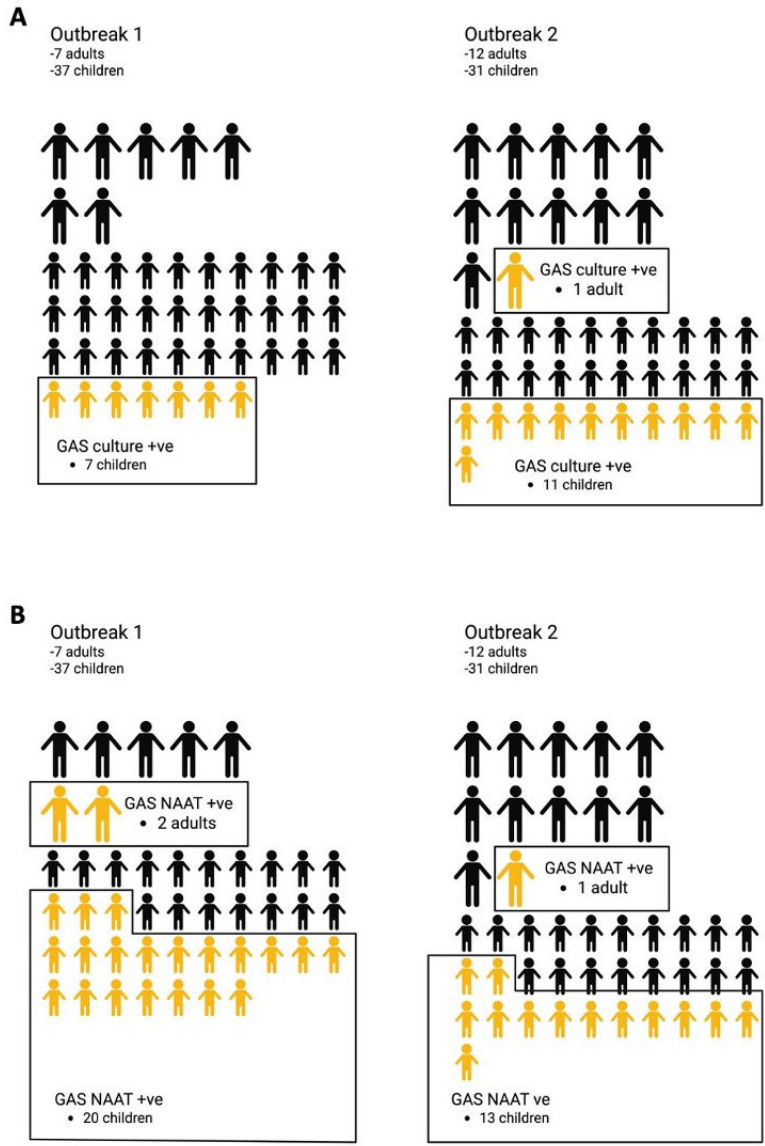 A
Outbreak 1
-7 adults
-37 children
Outbreak 2
-12 adults
-31 children
GAS culture +ve
• 1 adult
GAS culture +ve
• 7 children
GAS culture +ve
• 11 children
B
Outbreak 1
-7 adults
-37 children
Outbreak 2
-12 adults
-31 children
GAS NAAT +ve
• 2 adults
GAS NAAT +ve
• 1 adult
GAS NAAT +ve
• 20 children
GAS NAAT ve
• 13 children